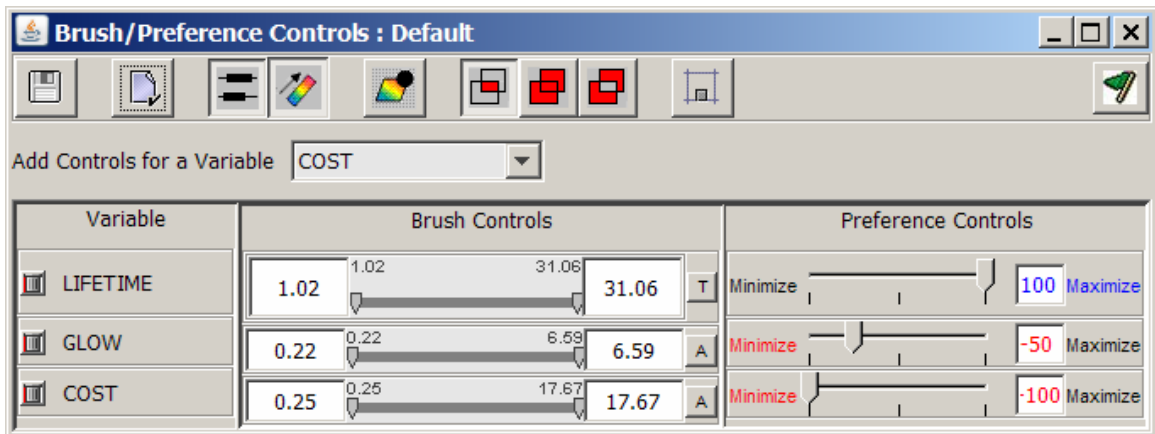 Brush/Preference Controls : Default
Add Controls for a Variable COST
Variable Brush Controls Preference Controls
LIFETIME 1.02 1.02 31.06 31.06 T Minimize 100 Maximize
GLOW 0.22 0.22 6.59 6.59 A Minimize -50 Maximize
COST 0.25 0.25 17.67 17.67 A Minimize -100 Maximize